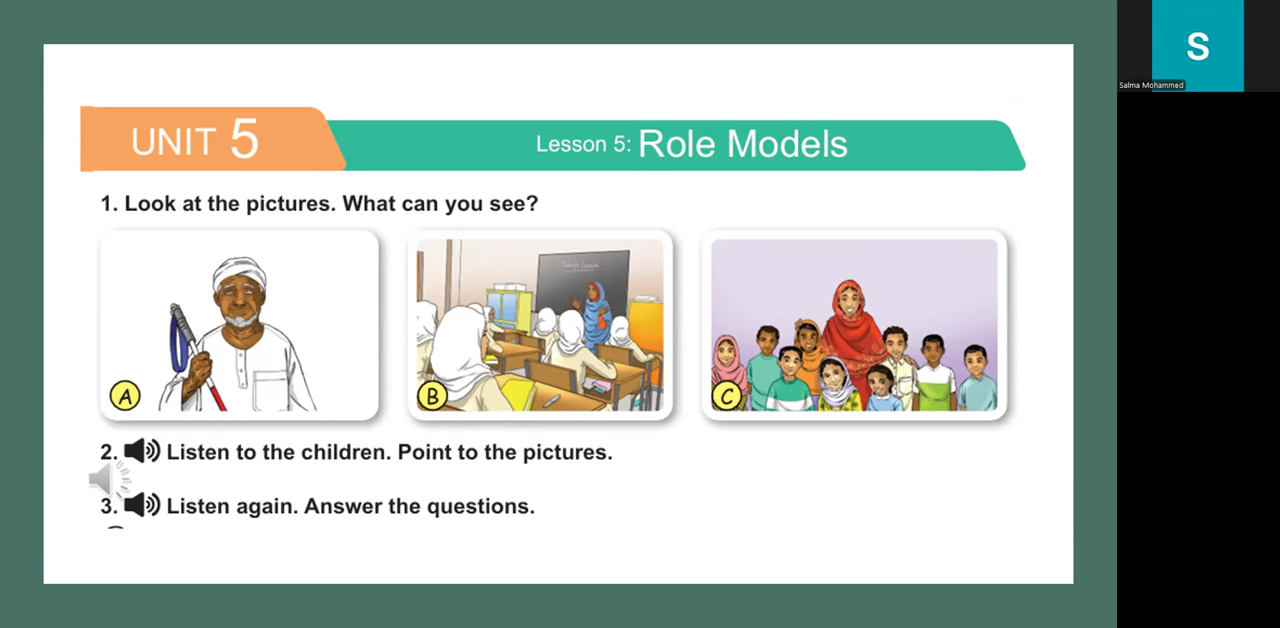 S
Salma Mohammed
UNIT 5
Lesson 5: Role Models
1. Look at the pictures. What can you see?
A
B
C
2. Listen to the children. Point to the pictures.
3. Listen again. Answer the questions.